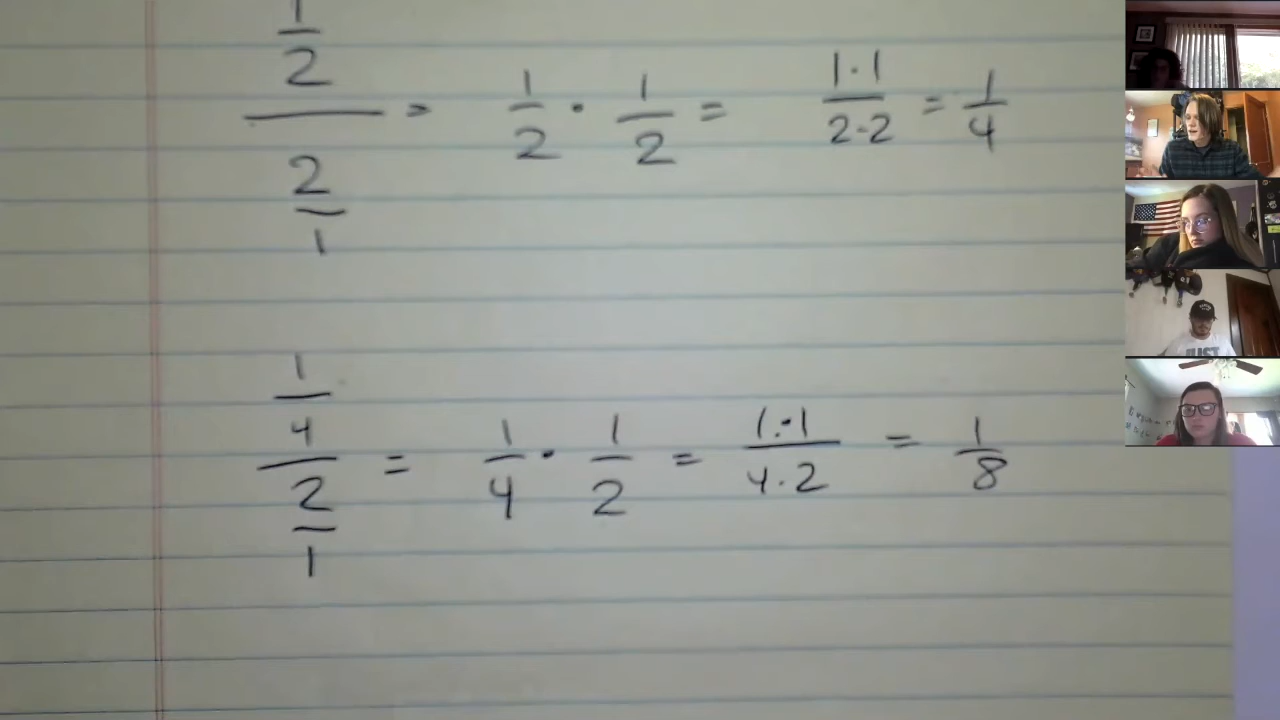 1/2 / 2/1 = 1/2 · 1/2 = 1·1/2·2 = 1/4
1/4 / 2/1 = 1/4 · 1/2 = 1·1/4·2 = 1/8
JUST